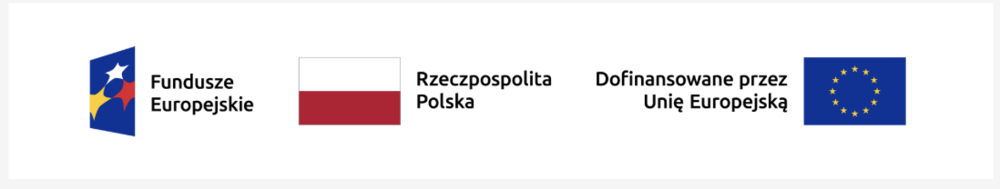 Fundusze
Europejskie
Rzeczpospolita
Polska
Dofinansowane przez
Unię Europejską